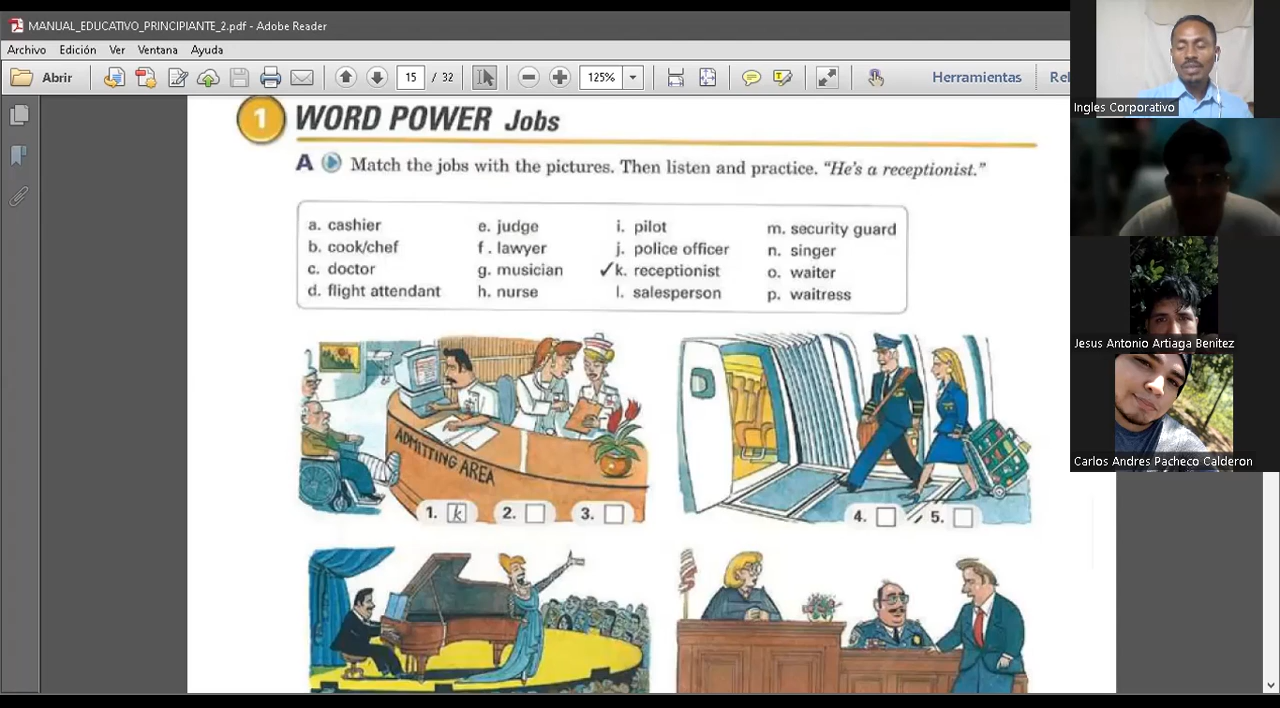 MANUAL_EDUCATIVO_PRINCIPIANTE_2.pdf - Adobe Reader
Archivo Edición Ver Ventana Ayuda
Abrir 15 / 32 125% Herramientas Rel
1 WORD POWER Jobs
A Match the jobs with the pictures. Then listen and practice. "He's a receptionist."
a. cashier e. judge i. pilot m. security guard
b. cook/chef f. lawyer j. police officer n. singer
c. doctor g. musician ✓k. receptionist o. waiter
d. flight attendant h. nurse l. salesperson p. waitress
ADMITTING AREA
1. k 2. 3.
4. 5.
Ingles Corporativo
Jesus Antonio Artiaga Benitez
Carlos Andres Pacheco Calderon